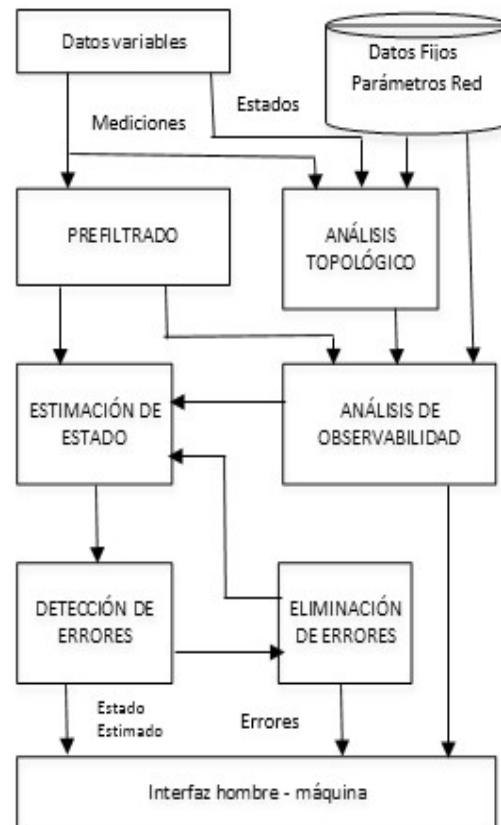 Datos variables
Datos Fijos
Parámetros Red
Estados
Mediciones
PREFILTRADO
ANÁLISIS
TOPOLÓGICO
ESTIMACIÓN DE
ESTADO
ANÁLISIS DE
OBSERVABILIDAD
DETECCIÓN DE
ERRORES
ELIMINACIÓN
DE ERRORES
Estado
Estimado
Errores
Interfaz hombre - máquina